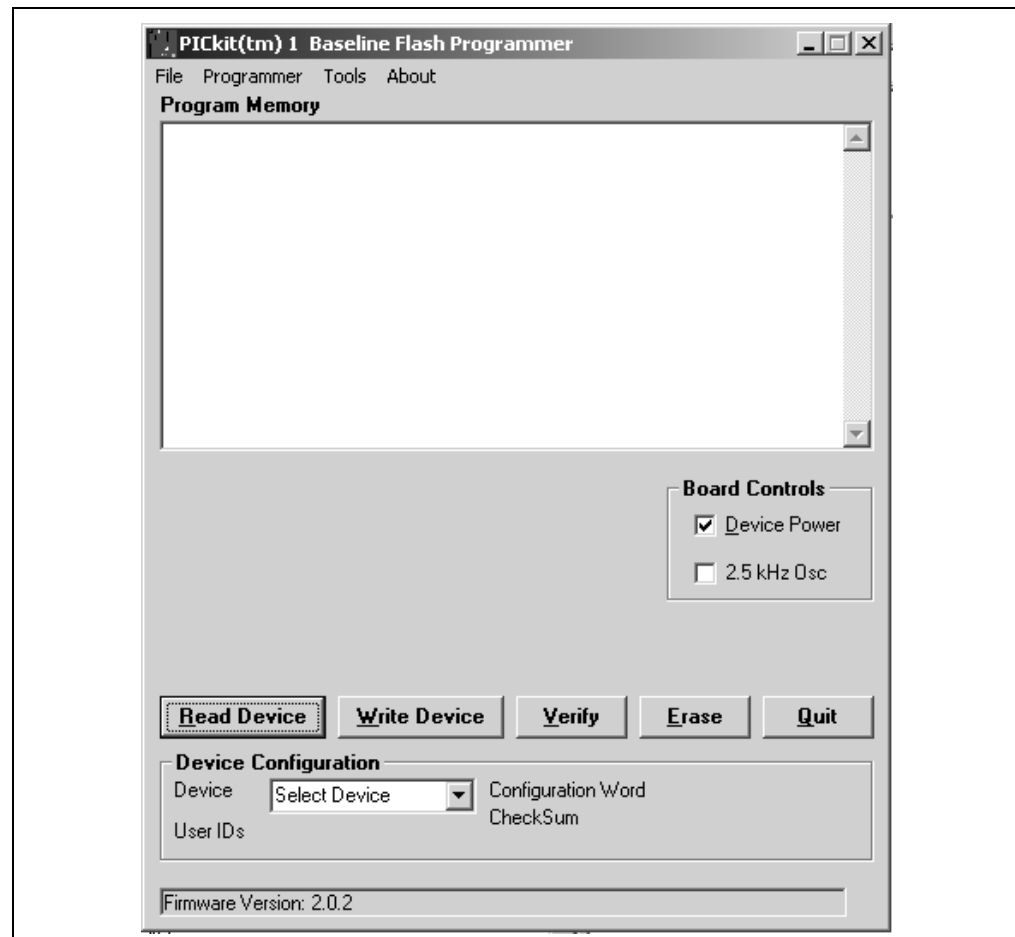 PICkit(tm) 1 Baseline Flash Programmer
File Programmer Tools About
Program Memory
Board Controls
Device Power
2.5 kHz Osc
Read Device Write Device Verify Erase Quit
Device Configuration
Device Select Device Configuration Word
CheckSum
User IDs
Firmware Version: 2.0.2